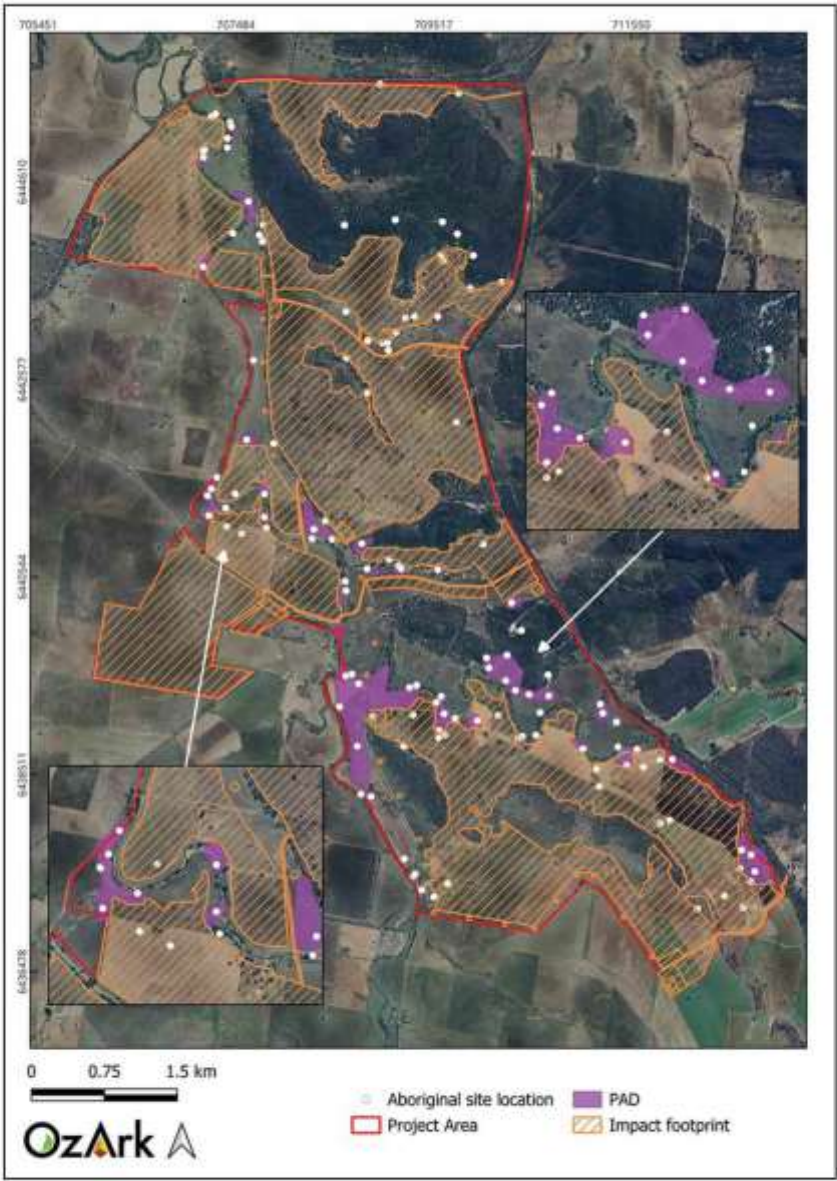 705451 707484 709517 711550
6444610
6442577
6440544
6438511
6436478
0 0.75 1.5 km
Aboriginal site location PAD
Project Area Impact footprint
OzArk